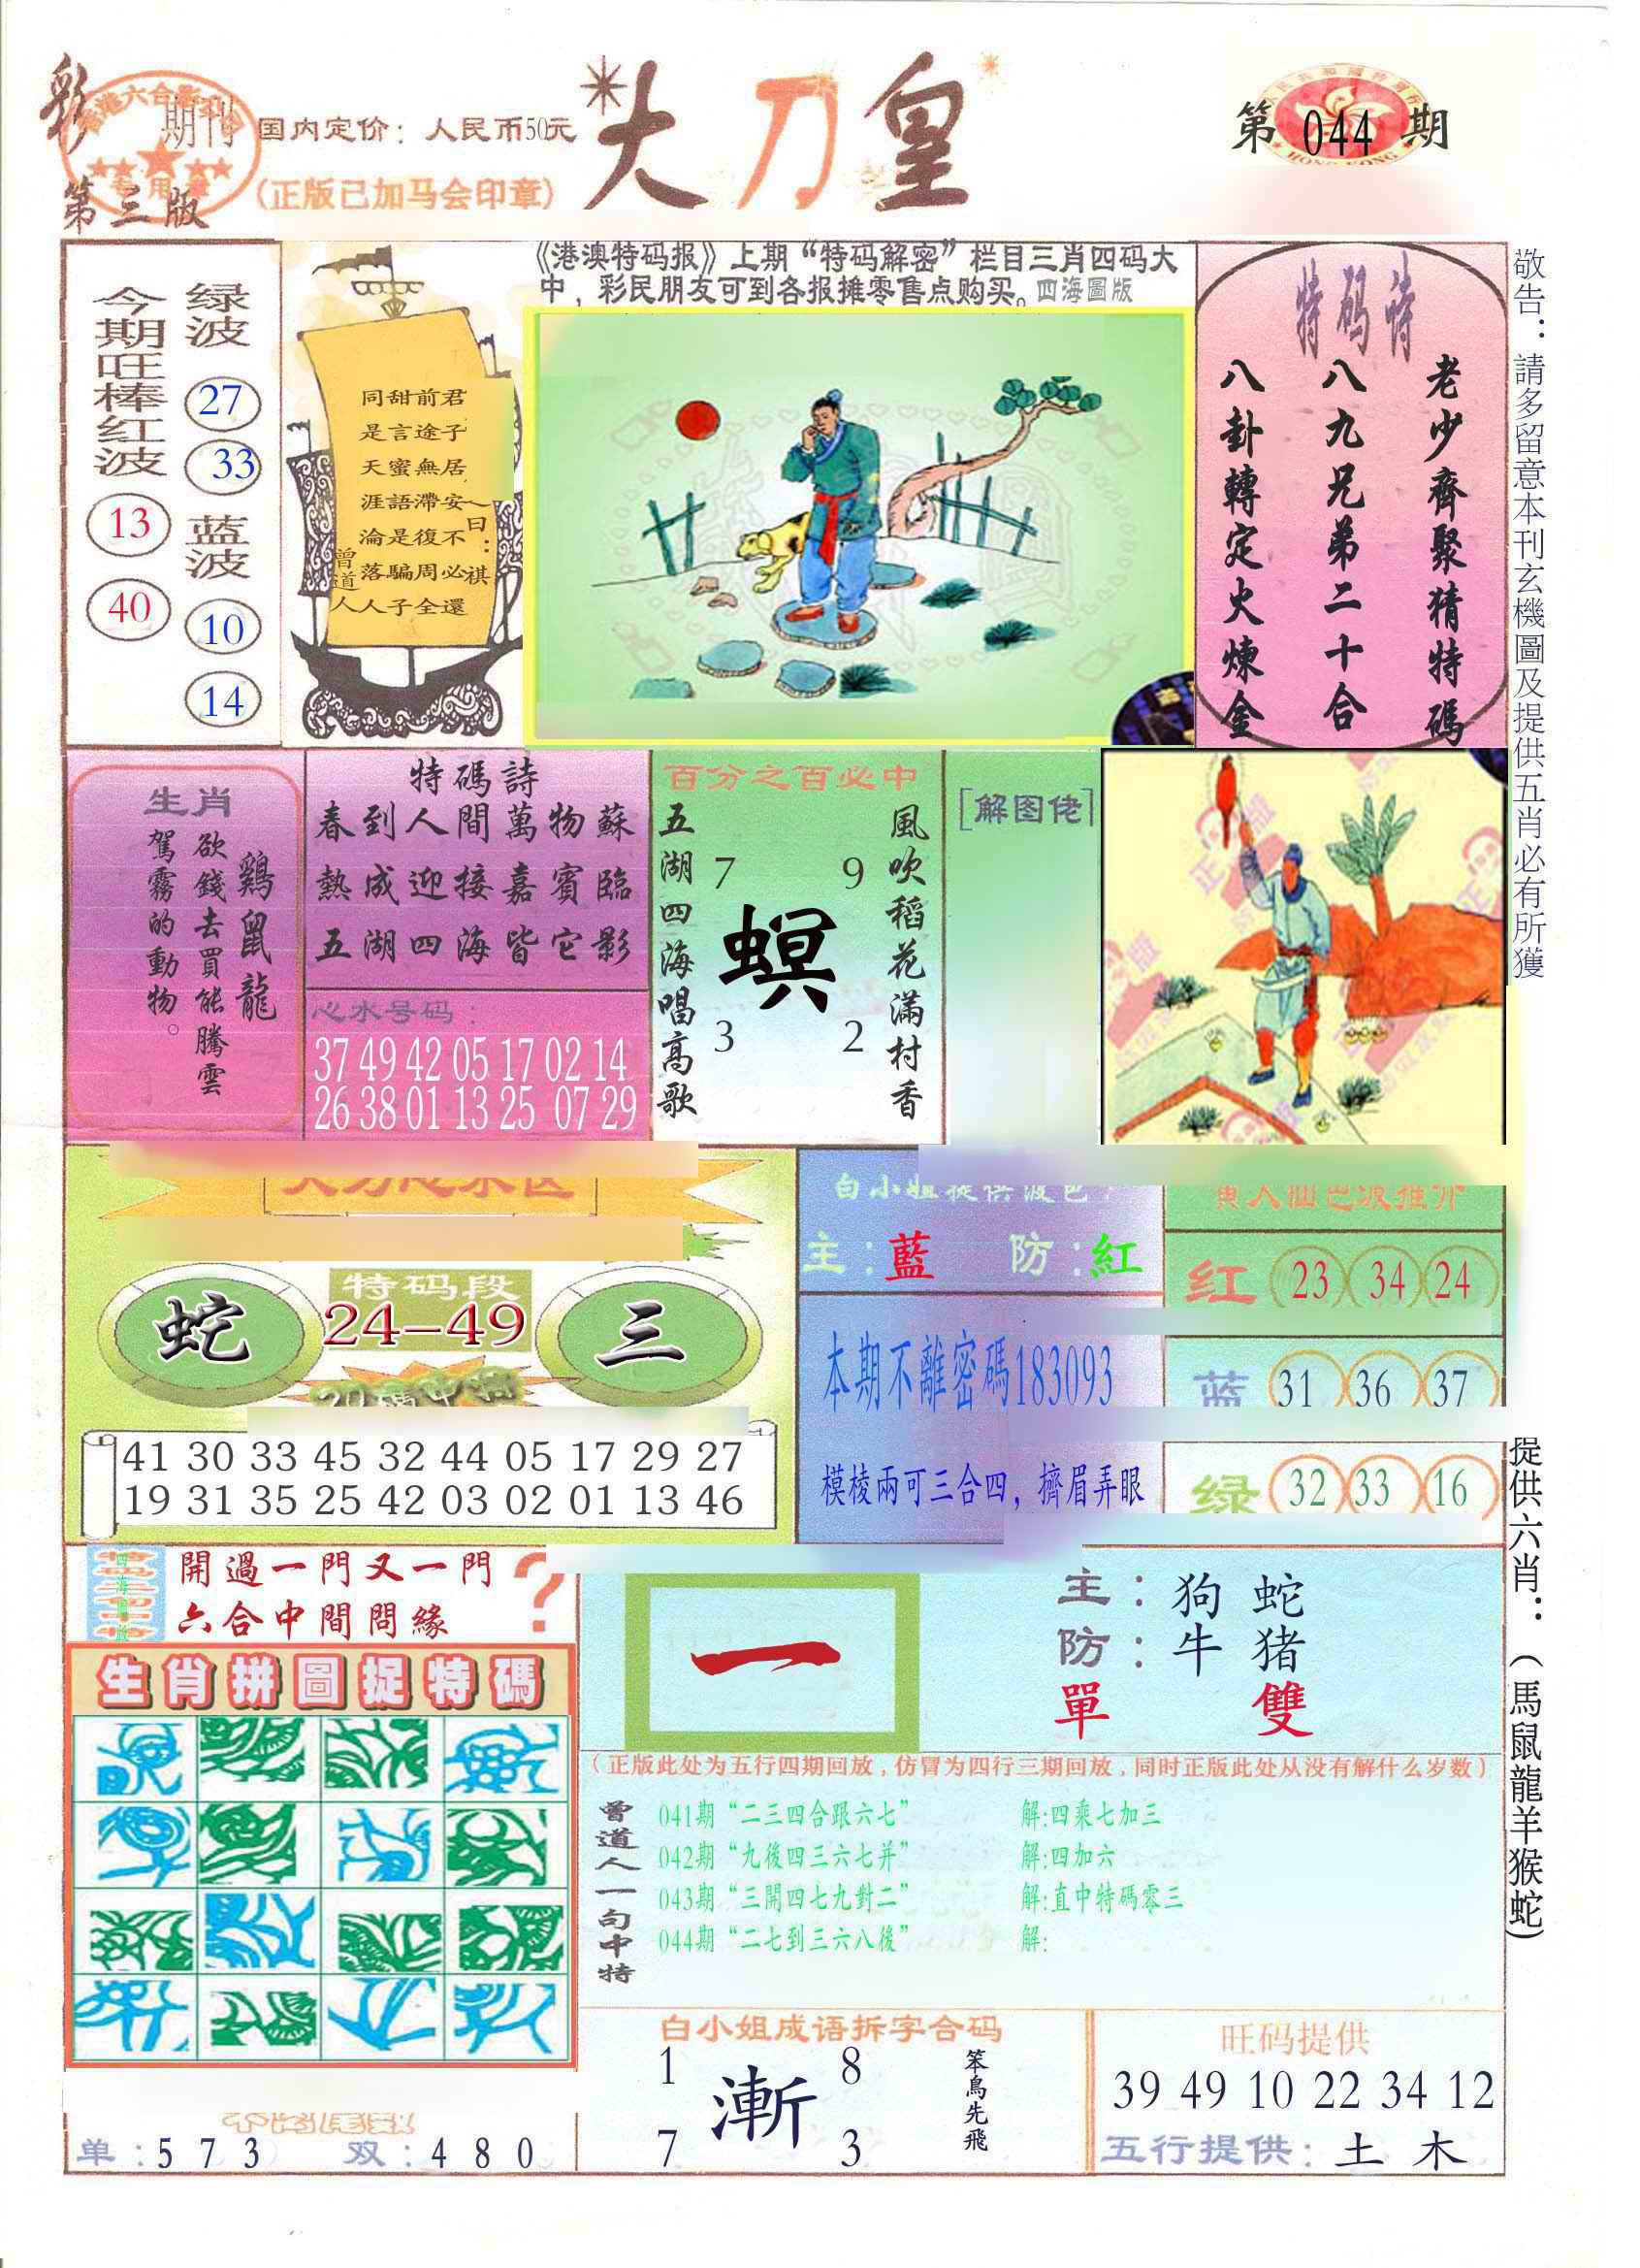 彩
期刊
第三版
国内定价：人民币50元
（正版已加马会印章）
大刀皇
第044期
HONG KONG
今期旺棒红波
13
40
绿波
27
33
蓝波
10
14
君子居安不必還
前途無滯復周全
甜言蜜語是騙子
同是天涯淪落人
曾道人
一曰：祺
《港澳特码报》上期“特码解密”栏目三肖四码大
中，彩民朋友可到各报摊零售点购买。四海圖版
特码诗
老少齊聚猜特碼
八九兄弟二十合
八卦轉定火煉金
敬告：請多留意本刊玄機圖及提供五肖必有所獲
生肖
鷄鼠龍
欲錢去買能騰雲
駕霧的動物。
特碼詩
春到人間萬物蘇
熱成迎接嘉賓臨
五湖四海皆它影
心水号码：
37 49 42 05 17 02 14
26 38 01 13 25 07 29
百分之百必中
風吹稻花满村香
五湖四海唱高歌
7 9
螟
3 2
[解图佬]
特码段
蛇
24-49
三
20碼中特
41 30 33 45 32 44 05 17 29 27
19 31 35 25 42 03 02 01 13 46
白小姐提供波色：
主：藍 防：紅
本期不離密碼183093
模棱兩可三合四，擠眉弄眼
红 23 34 24
蓝 31 36 37
绿 32 33 16
提供六肖：（馬鼠龍羊猴蛇）
開過一門又一門
六合中間問緣
?
生肖拼圖捉特碼
一
主：狗 蛇
防：牛 猪
單 雙
（正版此处为五行四期回放，仿冒为四行三期回放，同时正版此处从没有解什么岁数）
曾道人一句中特
041期“二三四合跟六七” 解:四乘七加三
042期“九後四三六七并” 解:四加六
043期“三開四七九對二” 解:直中特碼零三
044期“二七到三六八後” 解:
单：5 7 3 双：4 8 0
白小姐成语拆字合码
1 8
漸
7 3
笨鳥先飛
旺码提供
39 49 10 22 34 12
五行提供：土 木